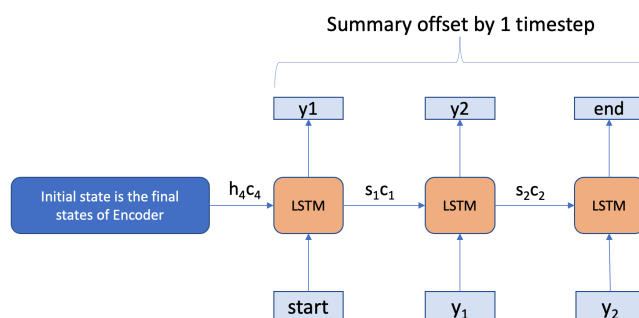 Summary offset by 1 timestep
y1 y2 end
Initial state is the final
states of Encoder
h₄c₄ s₁c₁ s₂c₂
LSTM LSTM LSTM
start y₁ y₂